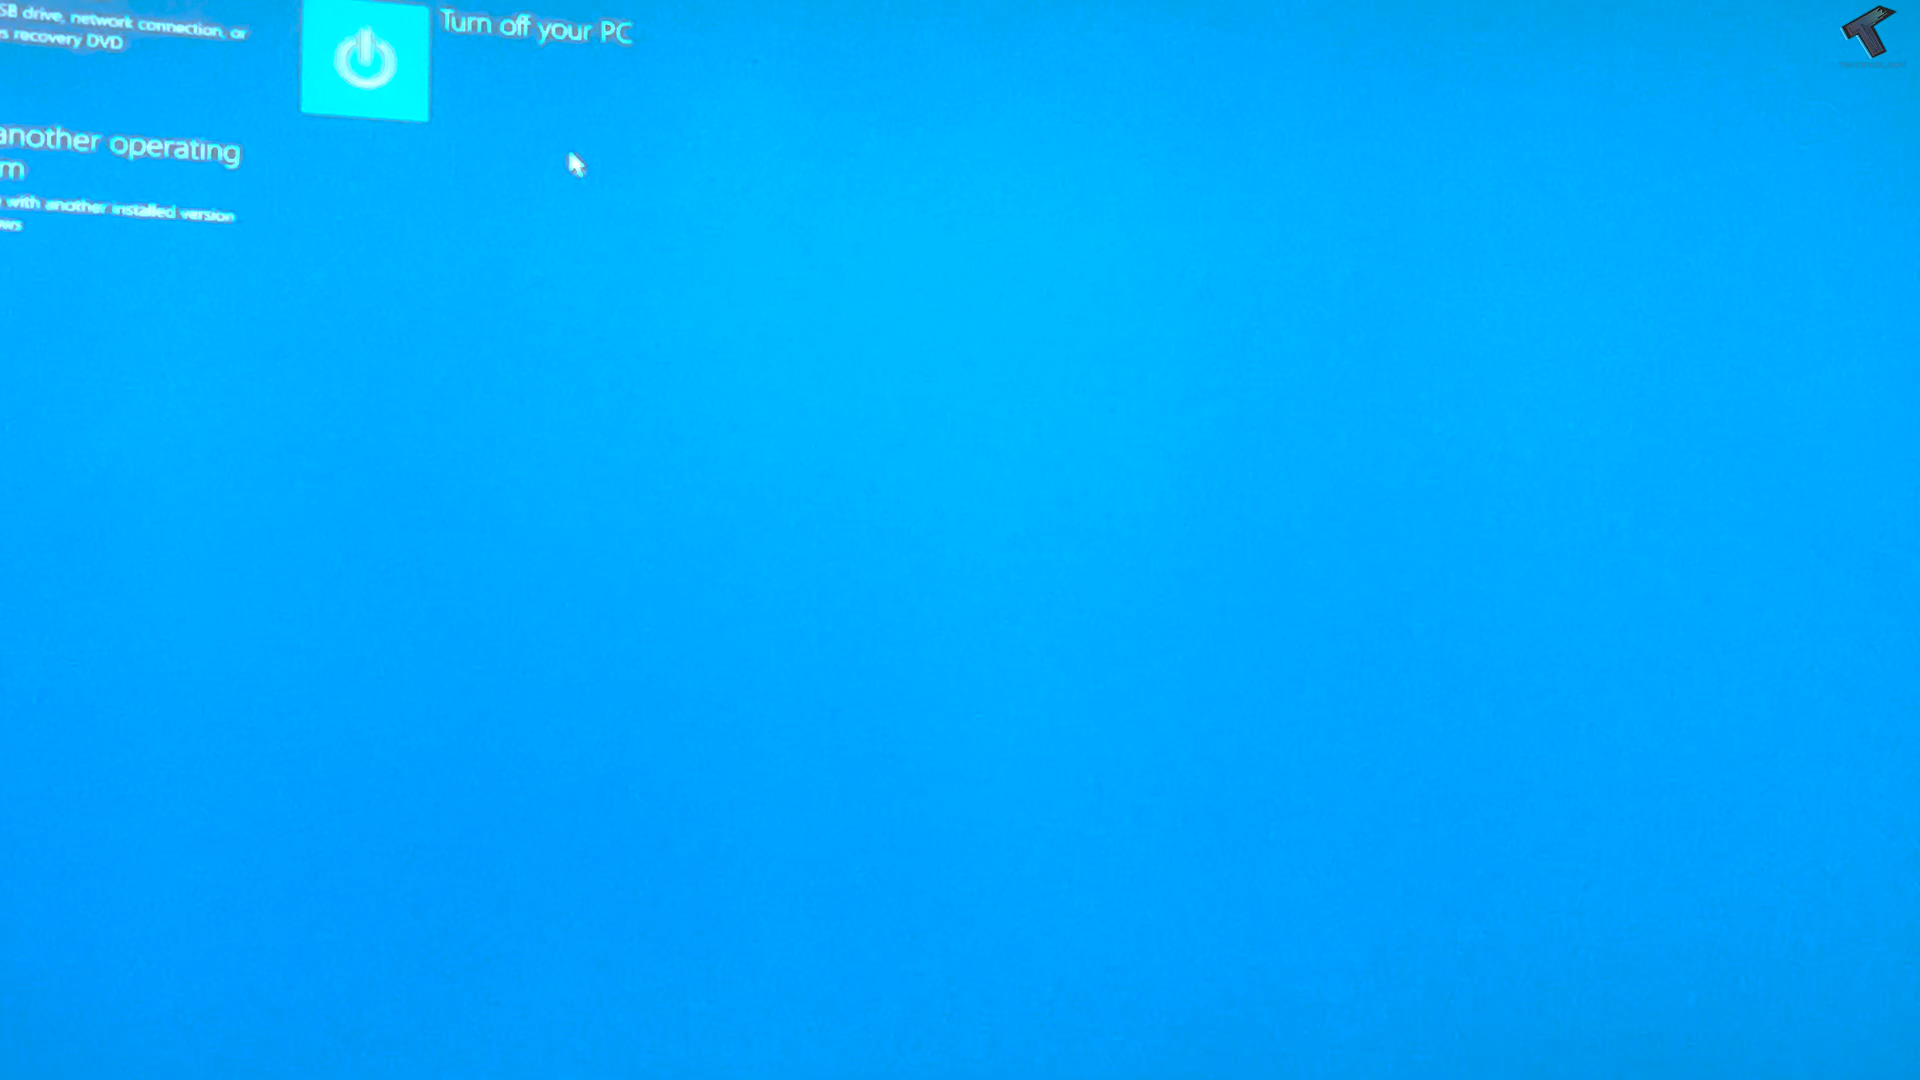 SB drive, network connection, or
s recovery DVD
Turn off your PC
another operating
m
with another installed version
ws